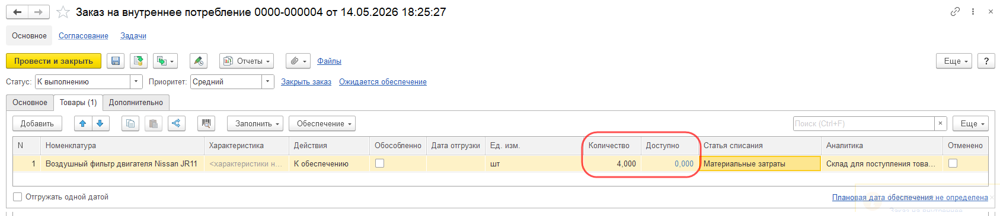 Заказ на внутреннее потребление 0000-000004 от 14.05.2026 18:25:27
Основное Согласование Задачи
Провести и закрыть Отчеты Файлы Еще ?
Статус: К выполнению Приоритет: Средний Закрыть заказ Ожидается обеспечение
Основное Товары (1) Дополнительно
Добавить Заполнить Обеспечение Поиск (Ctrl+F) × Еще
N Номенклатура Характеристика Действия Обособленно Дата отгрузки Ед. изм. Количество Доступно Статья списания Аналитика Отменено
1 Воздушный фильтр двигателя Nissan JR11 <характеристики н... К обеспечению шт 4,000 0,000 Материальные затраты Склад для поступления това...
Отгружать одной датой Плановая дата обеспечения не определена
Заказ на внутреннее